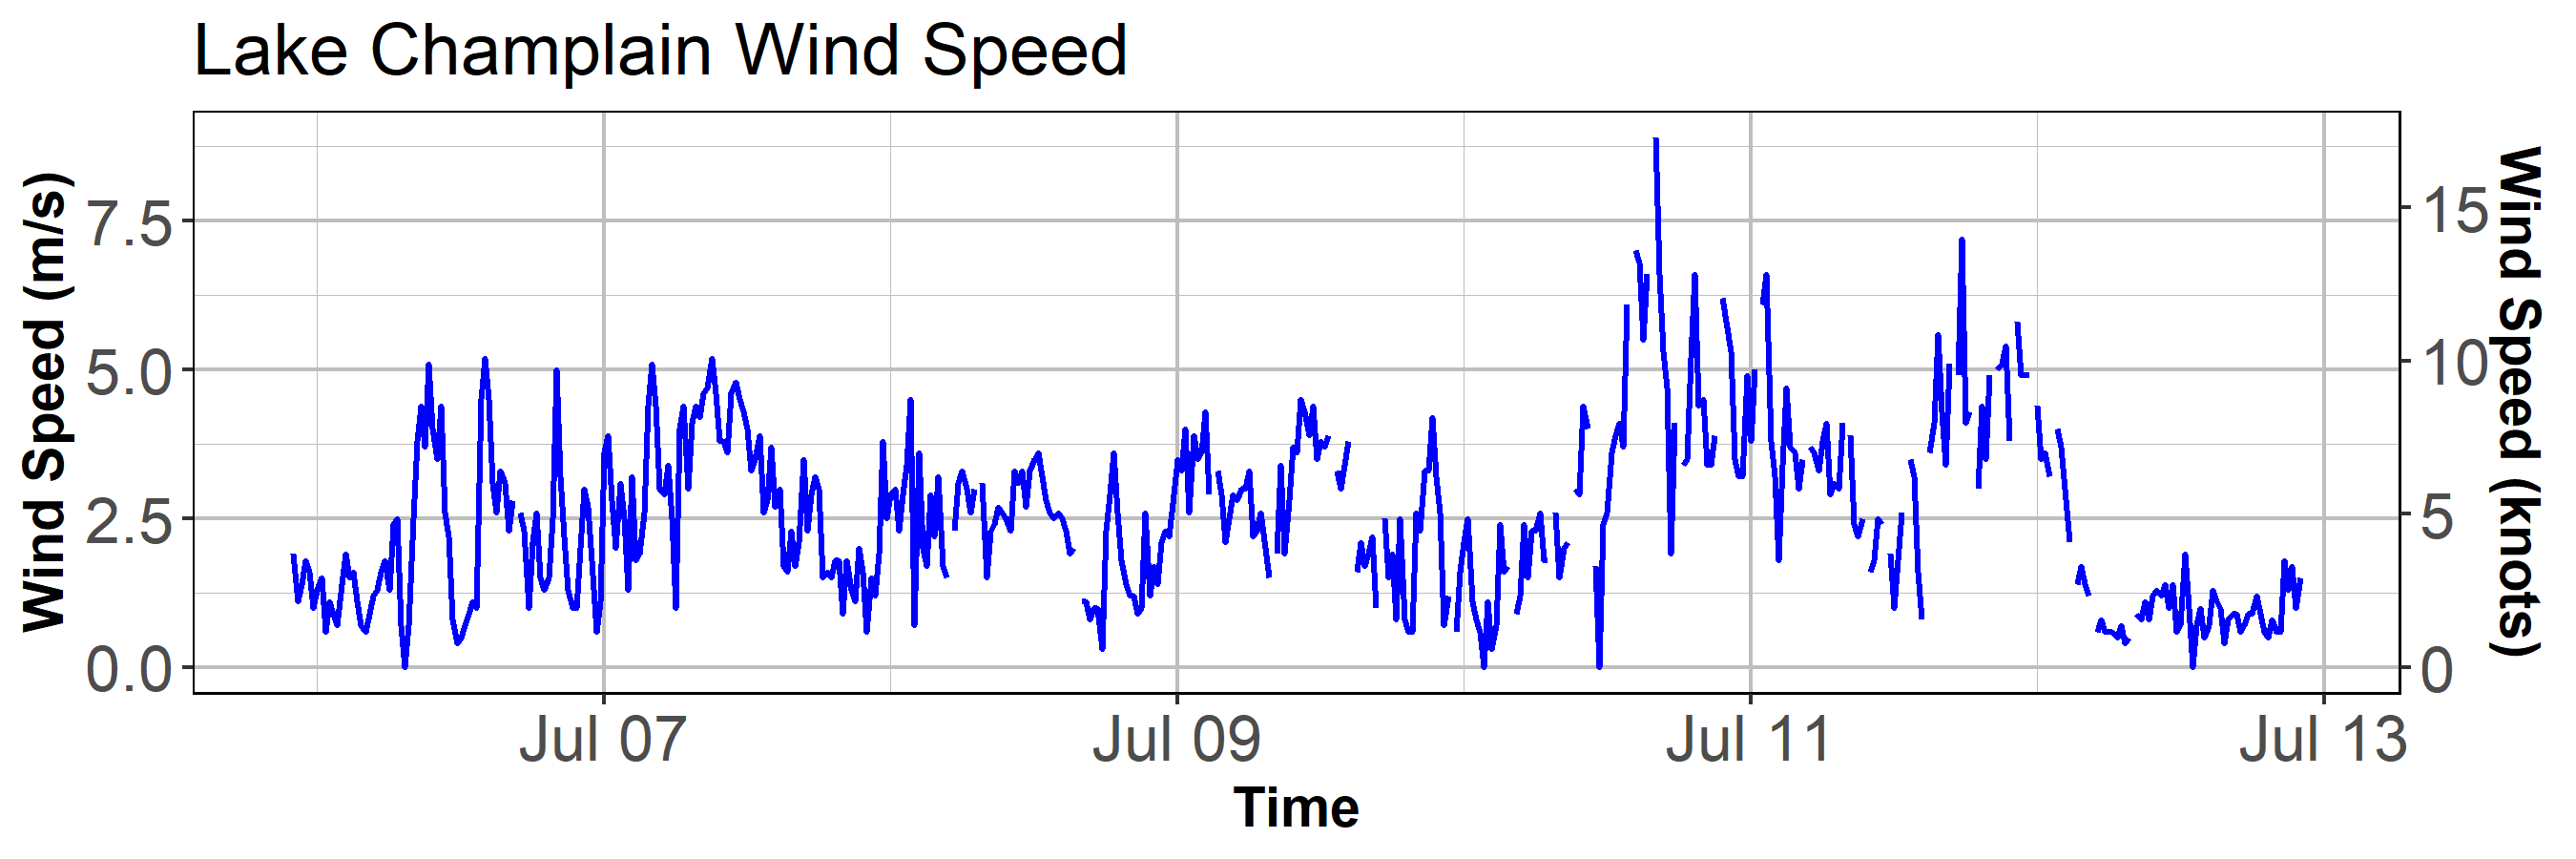 Lake Champlain Wind Speed
Wind Speed (m/s)
7.5
5.0
2.5
0.0
15
10
5
0
Wind Speed (knots)
Jul 07
Jul 09
Jul 11
Jul 13
Time